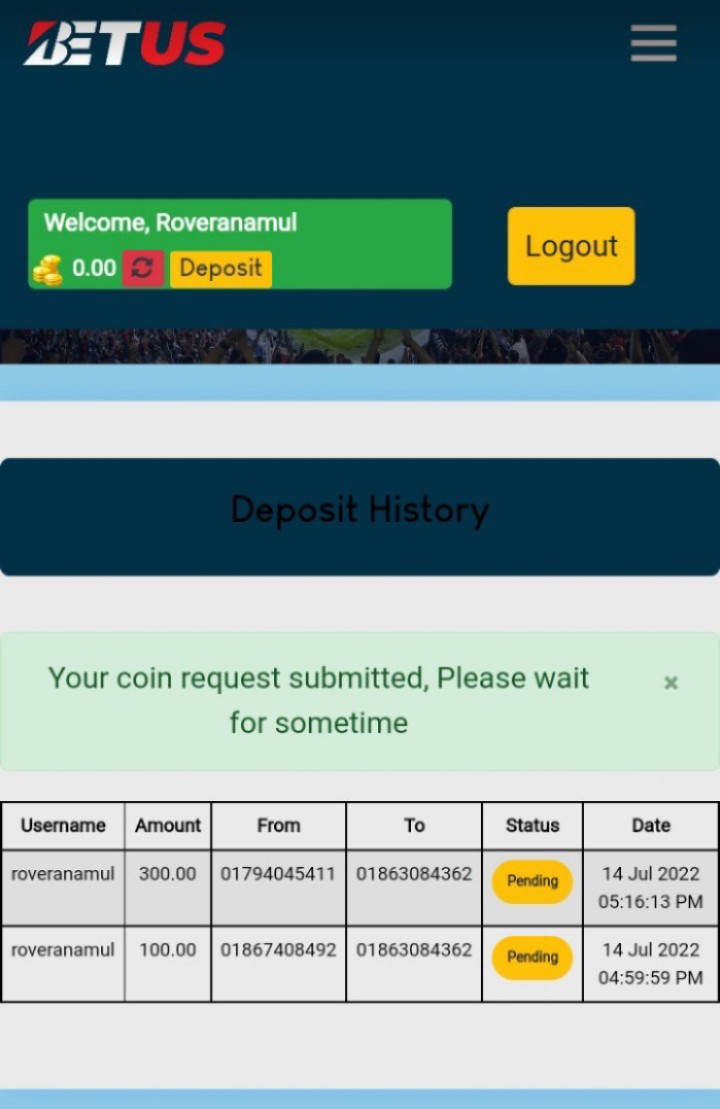 BETUS
Welcome, Roveranamul
0.00 Deposit
Logout
Deposit History
Your coin request submitted, Please wait
for sometime
×
Username Amount From To Status Date
roveranamul 300.00 01794045411 01863084362 Pending 14 Jul 2022
05:16:13 PM
roveranamul 100.00 01867408492 01863084362 Pending 14 Jul 2022
04:59:59 PM